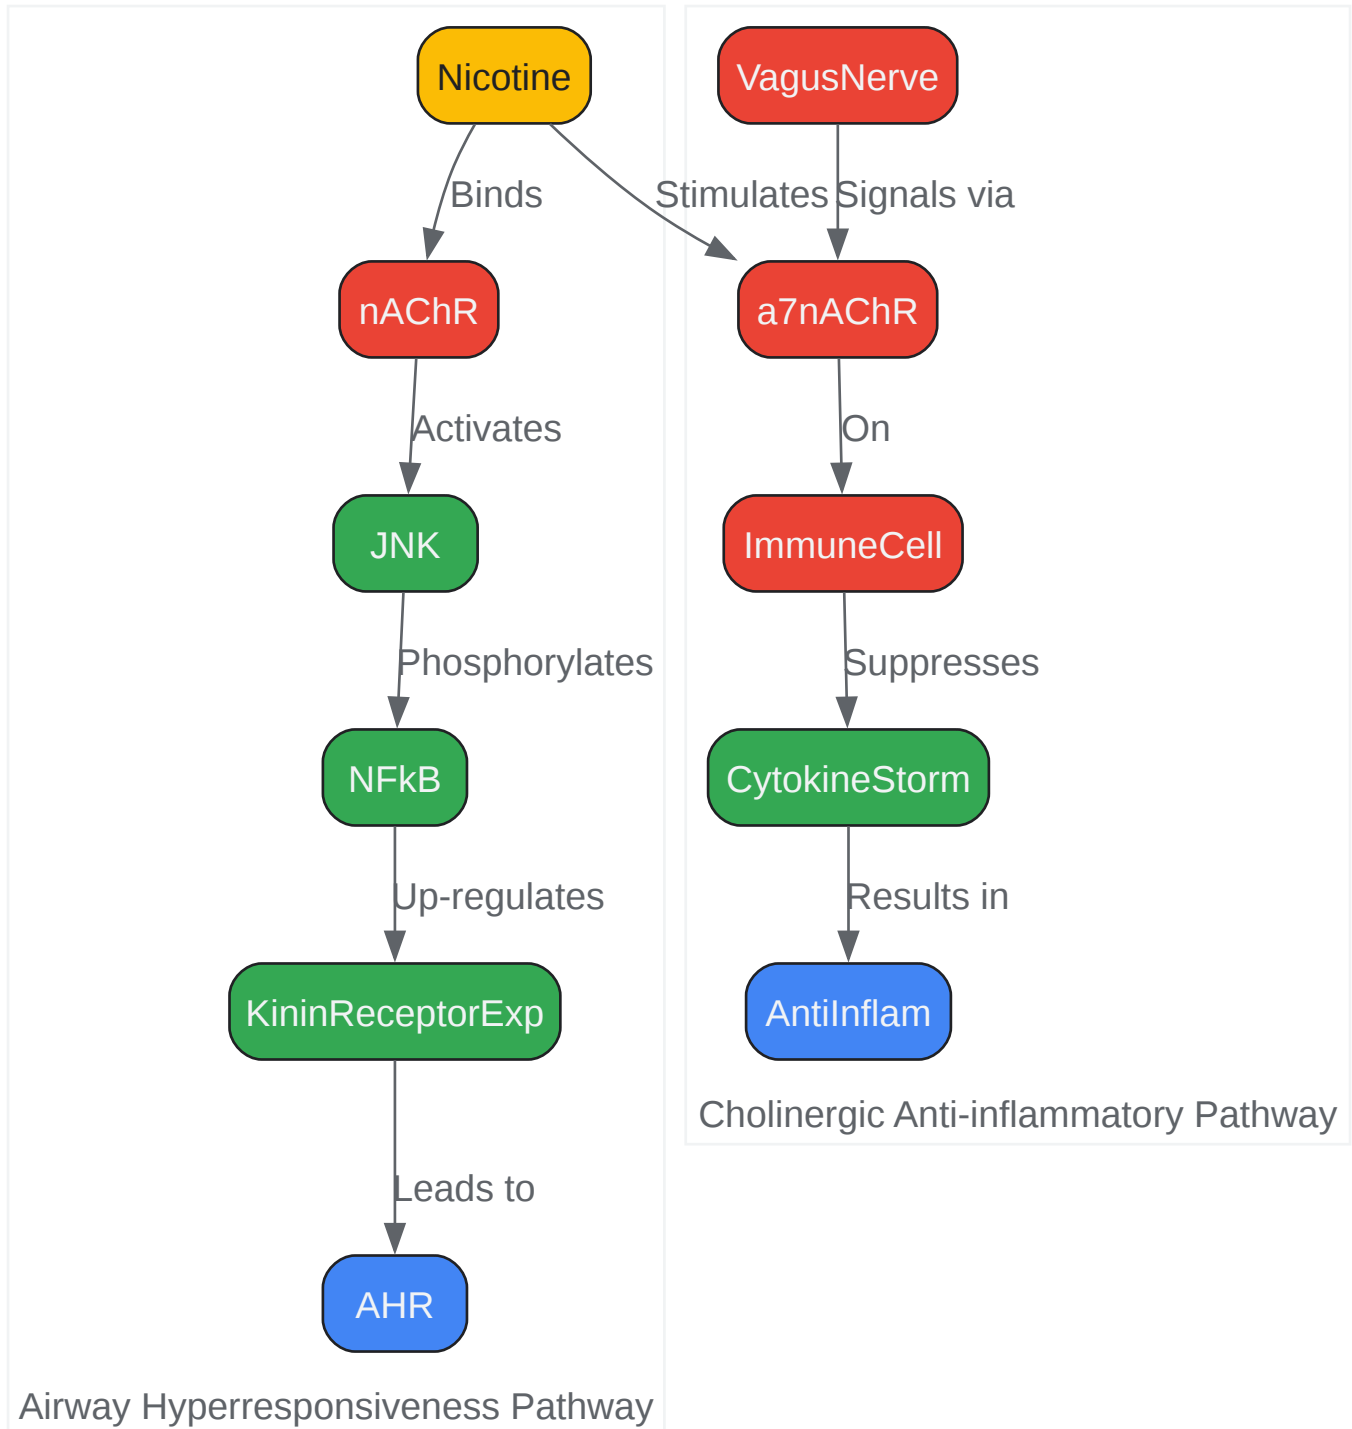 Nicotine
VagusNerve
Binds
Stimulates
Signals via
nAChR
a7nAChR
Activates
On
JNK
ImmuneCell
Phosphorylates
Suppresses
NFkB
CytokineStorm
Up-regulates
Results in
KininReceptorExp
AntiInflam
Cholinergic Anti-inflammatory Pathway
Leads to
AHR
Airway Hyperresponsiveness Pathway